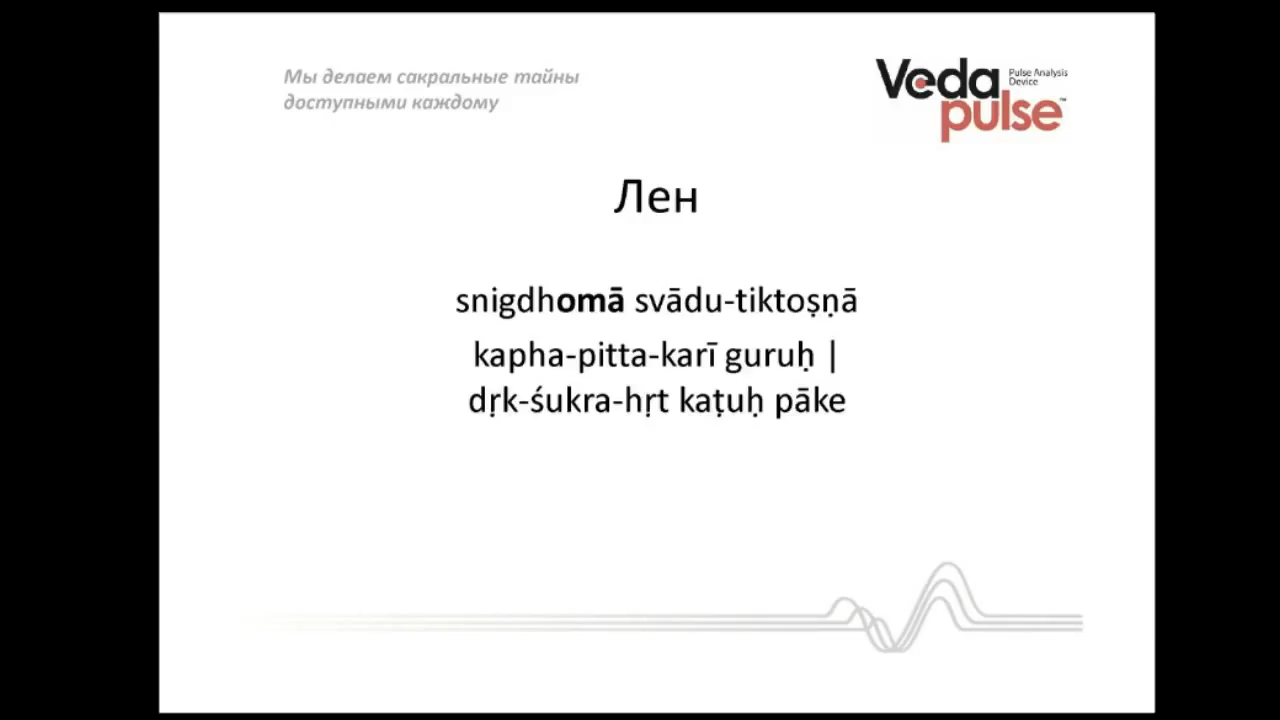 Мы делаем сакральные тайны
доступными каждому
Veda
Pulse Analysis
Device
pulse™
Лен
snigdhomā svādu-tiktoṣṇā
kapha-pitta-karī guruḥ |
dṛk-śukra-hṛt kaṭuḥ pāke